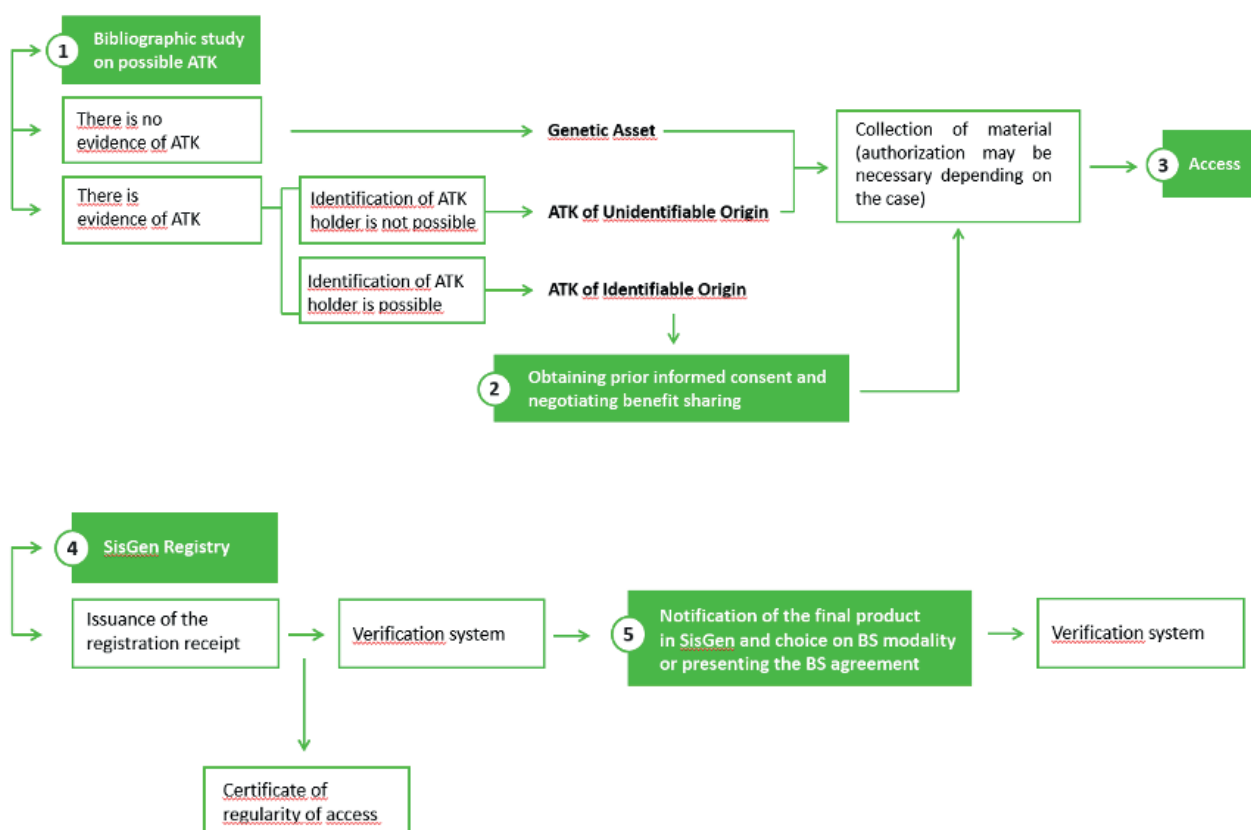 1
Bibliographic study
on possible ATK
There is no
evidence of ATK
Genetic Asset
Collection of material
(authorization may be
necessary depending on
the case)
3
Access
There is
evidence of ATK
Identification of ATK
holder is not possible
ATK of Unidentifiable Origin
Identification of ATK
holder is possible
ATK of Identifiable Origin
2
Obtaining prior informed consent and
negotiating benefit sharing
4
SisGen Registry
Issuance of the
registration receipt
Verification system
5
Notification of the final product
in SisGen and choice on BS modality
or presenting the BS agreement
Verification system
Certificate of
regularity of access